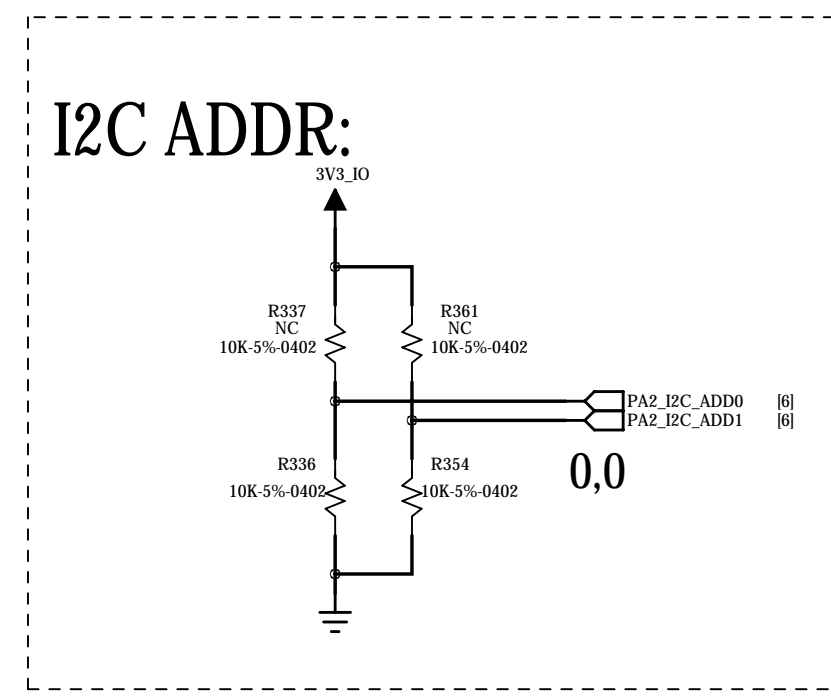 I2C ADDR:
3V3_IO
R337
NC
10K-5%-0402
R361
NC
10K-5%-0402
PA2_I2C_ADD0 [6]
PA2_I2C_ADD1 [6]
R336
10K-5%-0402
R354
10K-5%-0402
0,0